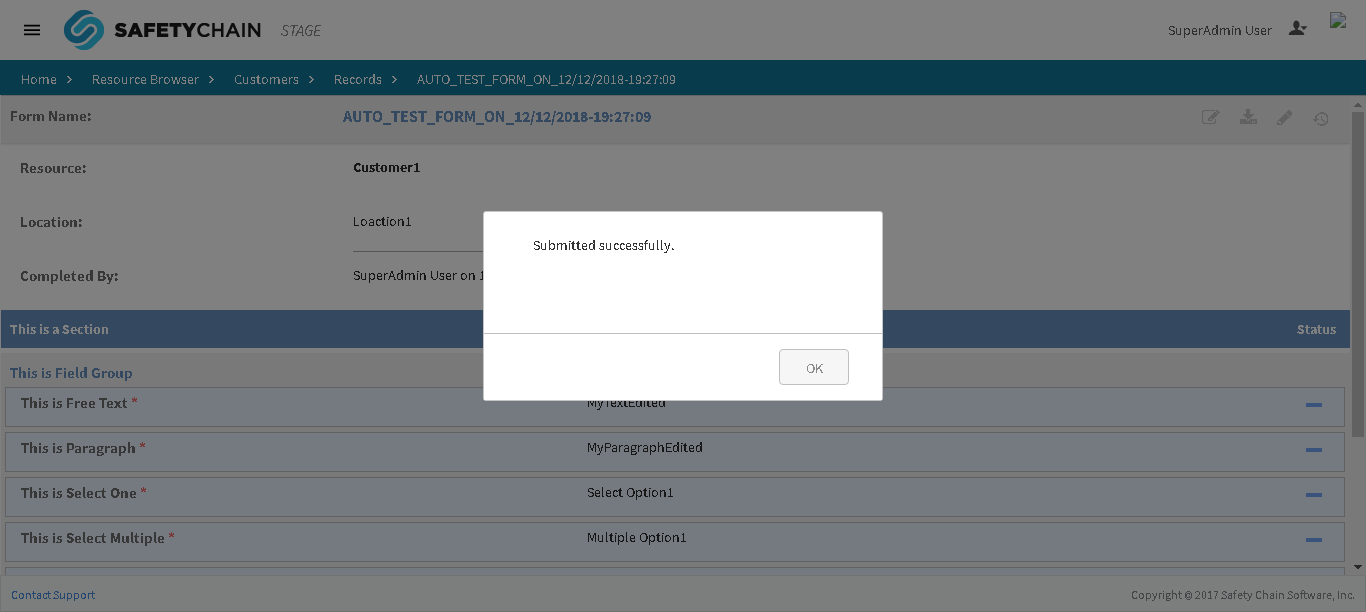 SAFETYCHAIN STAGE SuperAdmin User
Home > Resource Browser > Customers > Records > AUTO_TEST_FORM_ON_12/12/2018-19:27:09
Form Name: AUTO_TEST_FORM_ON_12/12/2018-19:27:09
Resource: Customer1
Location: Loaction1
Completed By: SuperAdmin User on
Submitted successfully.
OK
This is a Section Status
This is Field Group
This is Free Text * MyTextEdited
This is Paragraph * MyParagraphEdited
This is Select One * Select Option1
This is Select Multiple * Multiple Option1
Contact Support Copyright © 2017 Safety Chain Software, Inc.